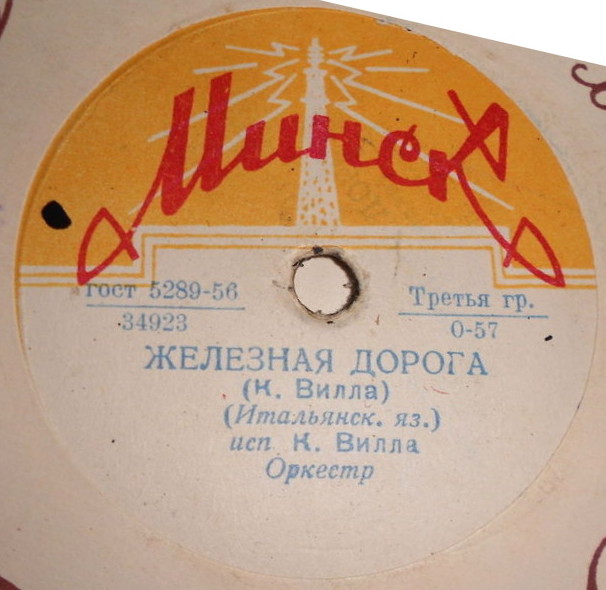 Минск
гост 5289-56
34923
Третья гр.
0-57
ЖЕЛЕЗНАЯ ДОРОГА
(К. Вилла)
(Итальянск. яз.)
исп К. Вилла
Оркестр